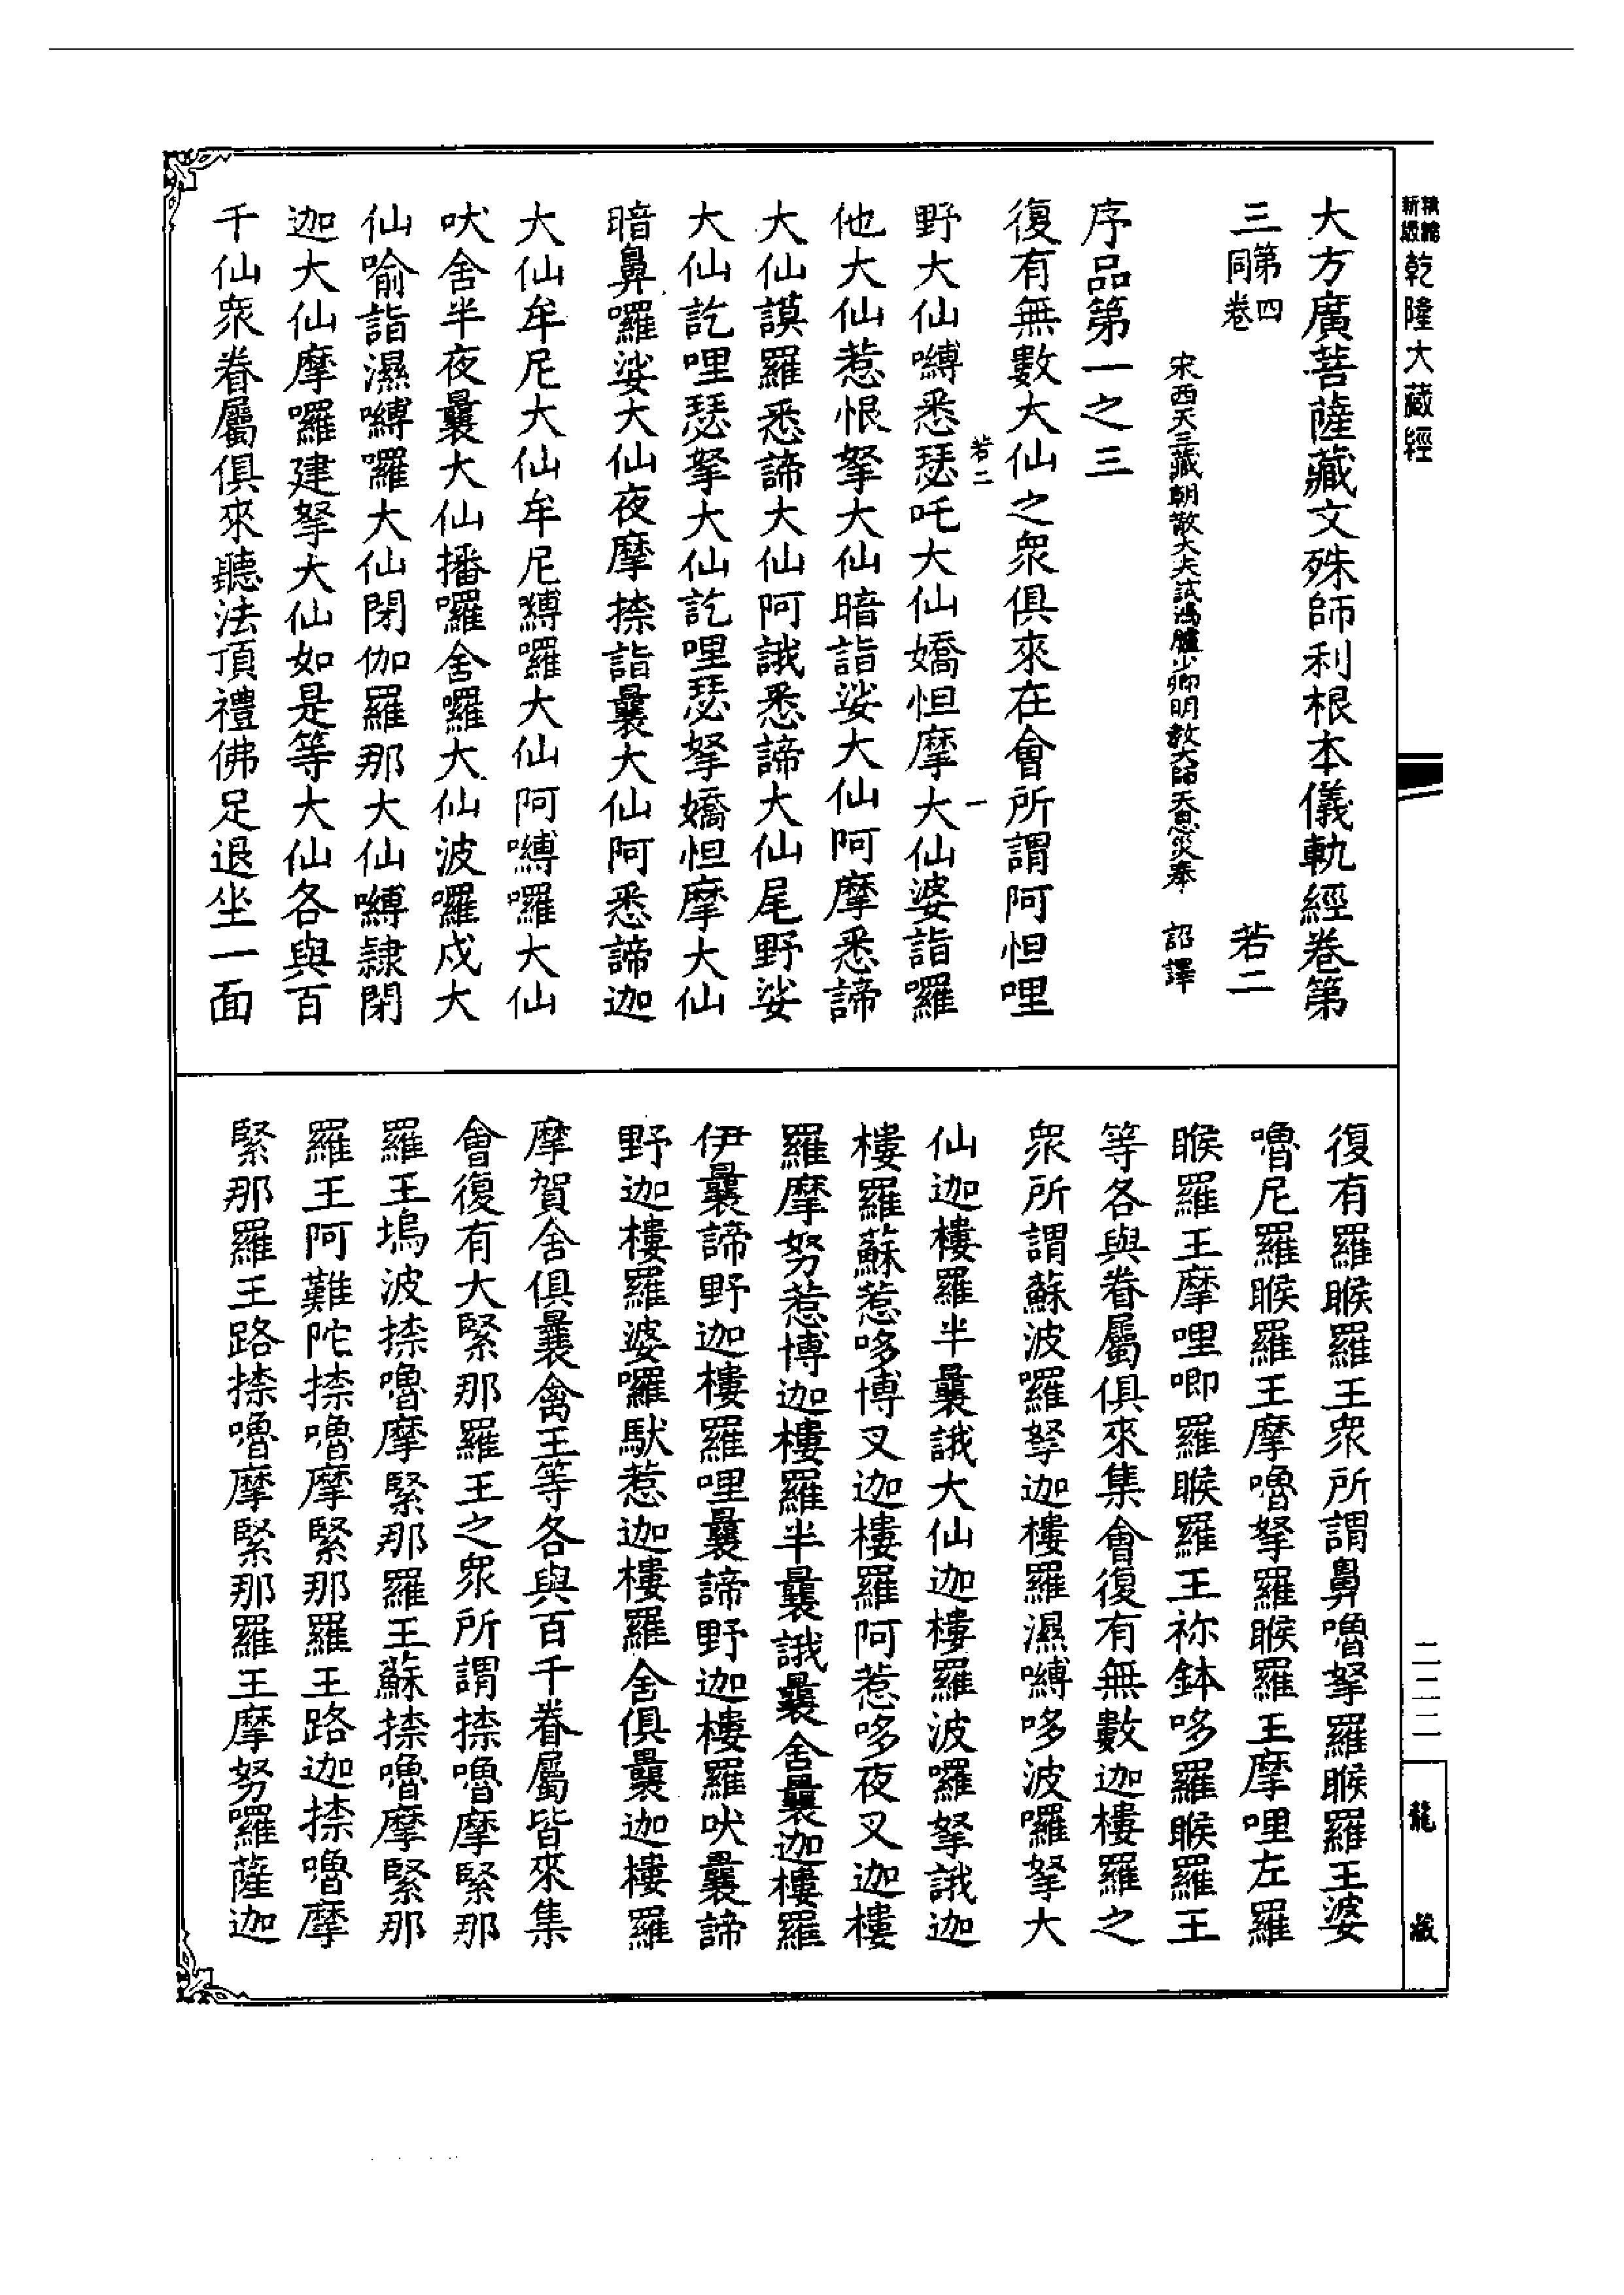 乾隆大藏經
大方廣菩薩藏文殊師利根本儀軌經卷第
三第四同卷 若二
宋西天三藏朝散大夫試鴻臚少卿明教大師天息災奉 詔譯
序品第一之三
復有無數大仙之眾俱來在會所謂阿怛哩
若二 一
野大仙嚩悉瑟吒大仙嬌怛摩大仙婆詣囉
他大仙惹恨拏大仙暗詣娑大仙阿摩悉諦
大仙謨羅悉諦大仙阿誐悉諦大仙尾野娑
大仙訖哩瑟拏大仙訖哩瑟拏嬌怛摩大仙
暗鼻囉娑大仙夜摩捺詣曩大仙阿悉諦迦
大仙牟尼大仙牟尼嚩囉大仙阿嚩囉大仙
吠舍半夜曩大仙播囉舍囉大仙波囉戍大
仙喻詣濕嚩囉大仙閉伽羅那大仙嚩隸閉
迦大仙摩囉建拏大仙如是等大仙各與百
千仙眾眷屬俱來聽法頂禮佛足退坐一面
復有羅睺羅王眾所謂鼻嚕拏羅睺羅王婆
嚕尼羅睺羅王摩嚕拏羅睺羅王摩哩左羅
睺羅王摩哩唧羅睺羅王祢鉢哆羅睺羅王
等各與眷屬俱來集會復有無數迦樓羅之
眾所謂蘇波囉拏迦樓羅濕嚩哆波囉拏大
仙迦樓羅半曩誐大仙迦樓羅波囉拏誐迦
樓羅蘇惹哆博叉迦樓羅阿惹哆夜叉迦樓
羅摩努惹博迦樓羅半曩誐曩舍曩迦樓羅
伊曩諦野迦樓羅哩曩諦野迦樓羅吠曩諦
野迦樓羅婆囉馱惹迦樓羅舍俱曩迦樓羅
摩賀舍俱曩禽王等各與百千眷屬皆來集
會復有大緊那羅王之眾所謂捺嚕摩緊那
羅王塢波捺嚕摩緊那羅王蘇捺嚕摩緊那
羅王阿難陀捺嚕摩緊那羅王路迦捺嚕摩
緊那羅王路捺嚕摩緊那羅王摩努囉薩迦
二二二
龍藏